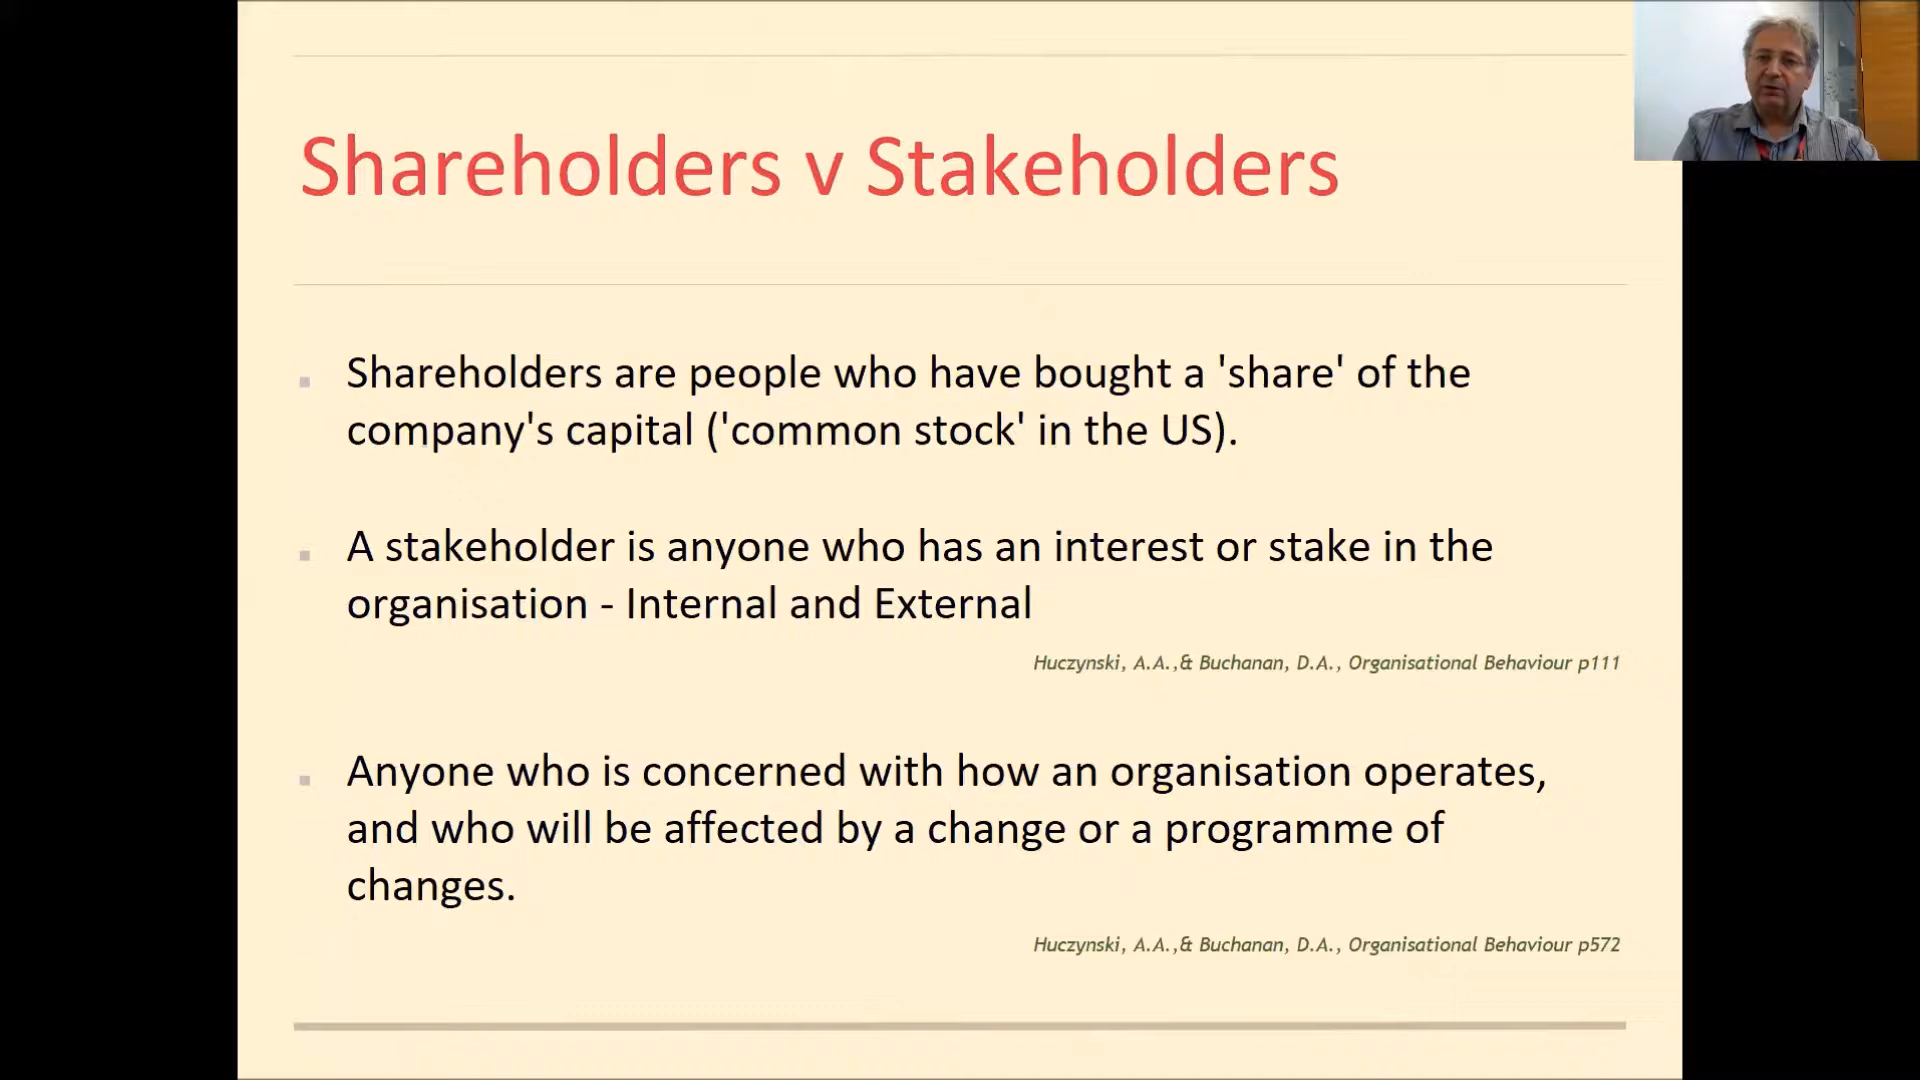 Shareholders v Stakeholders
Shareholders are people who have bought a 'share' of the
company's capital ('common stock' in the US).
A stakeholder is anyone who has an interest or stake in the
organisation - Internal and External
Huczynski, A.A.,& Buchanan, D.A., Organisational Behaviour p111
Anyone who is concerned with how an organisation operates,
and who will be affected by a change or a programme of
changes.
Huczynski, A.A.,& Buchanan, D.A., Organisational Behaviour p572